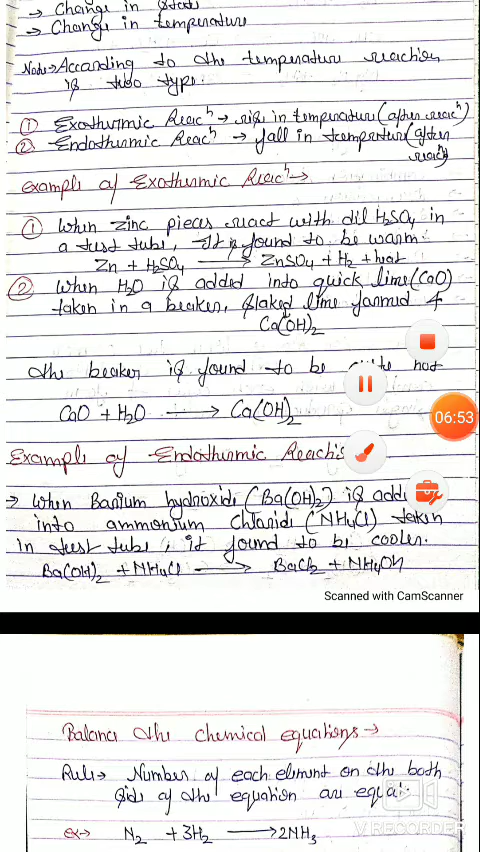 → Change in State
→ Change in temperature
Note:→ According to the temperature reaction
is two type.
① Exothermic Reacⁿ → rise in temperature (after reacⁿ)
② Endothermic Reacⁿ → fall in temperature (after
reacⁿ)
Example of Exothermic Reacⁿ→
① When Zinc pieces react with dil H₂SO₄ in
a test tube, It is found to be warm.
Zn + H₂SO₄ → ZnSO₄ + H₂ + heat
② When H₂O is added into quick lime (CaO)
taken in a beaker, slaked lime formed
Ca(OH)₂
the beaker is found to be hot
CaO + H₂O → Ca(OH)₂
06:53
Example of Endothermic
→ When Barium hydroxide (Ba(OH)₂) is
into ammonium chloride (NH₄Cl) taken
in test tube, it found to be cooler.
Ba(OH)₂ + NH₄Cl → BaCl₂ + NH₄OH
Scanned with CamScanner
Balance the chemical equations →
Rule→ Number of each element on the both
side of the equation are equal.
ex→ N₂ + 3H₂ → 2NH₃
V RECORDER